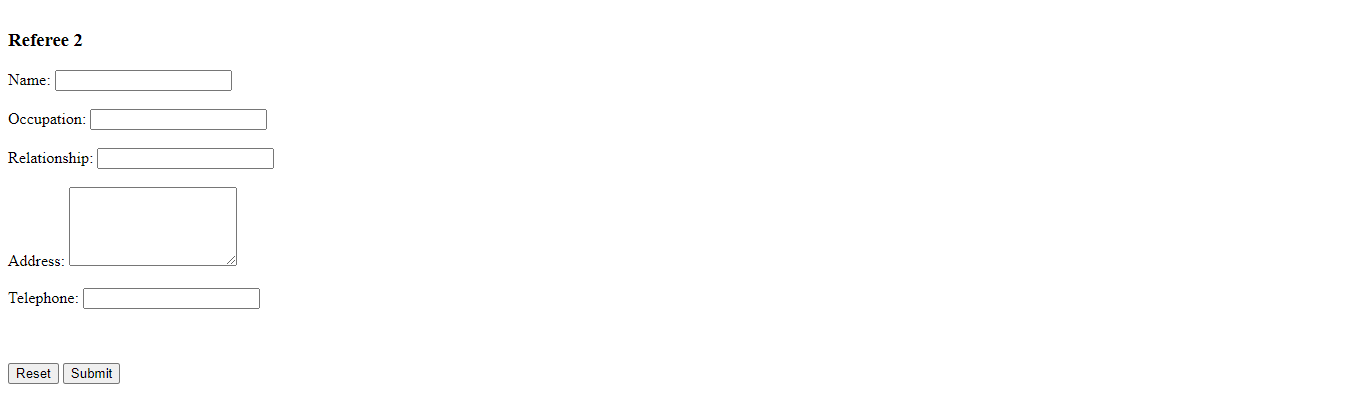 Referee 2
Name:
Occupation:
Relationship:
Address:
Telephone:
Reset Submit